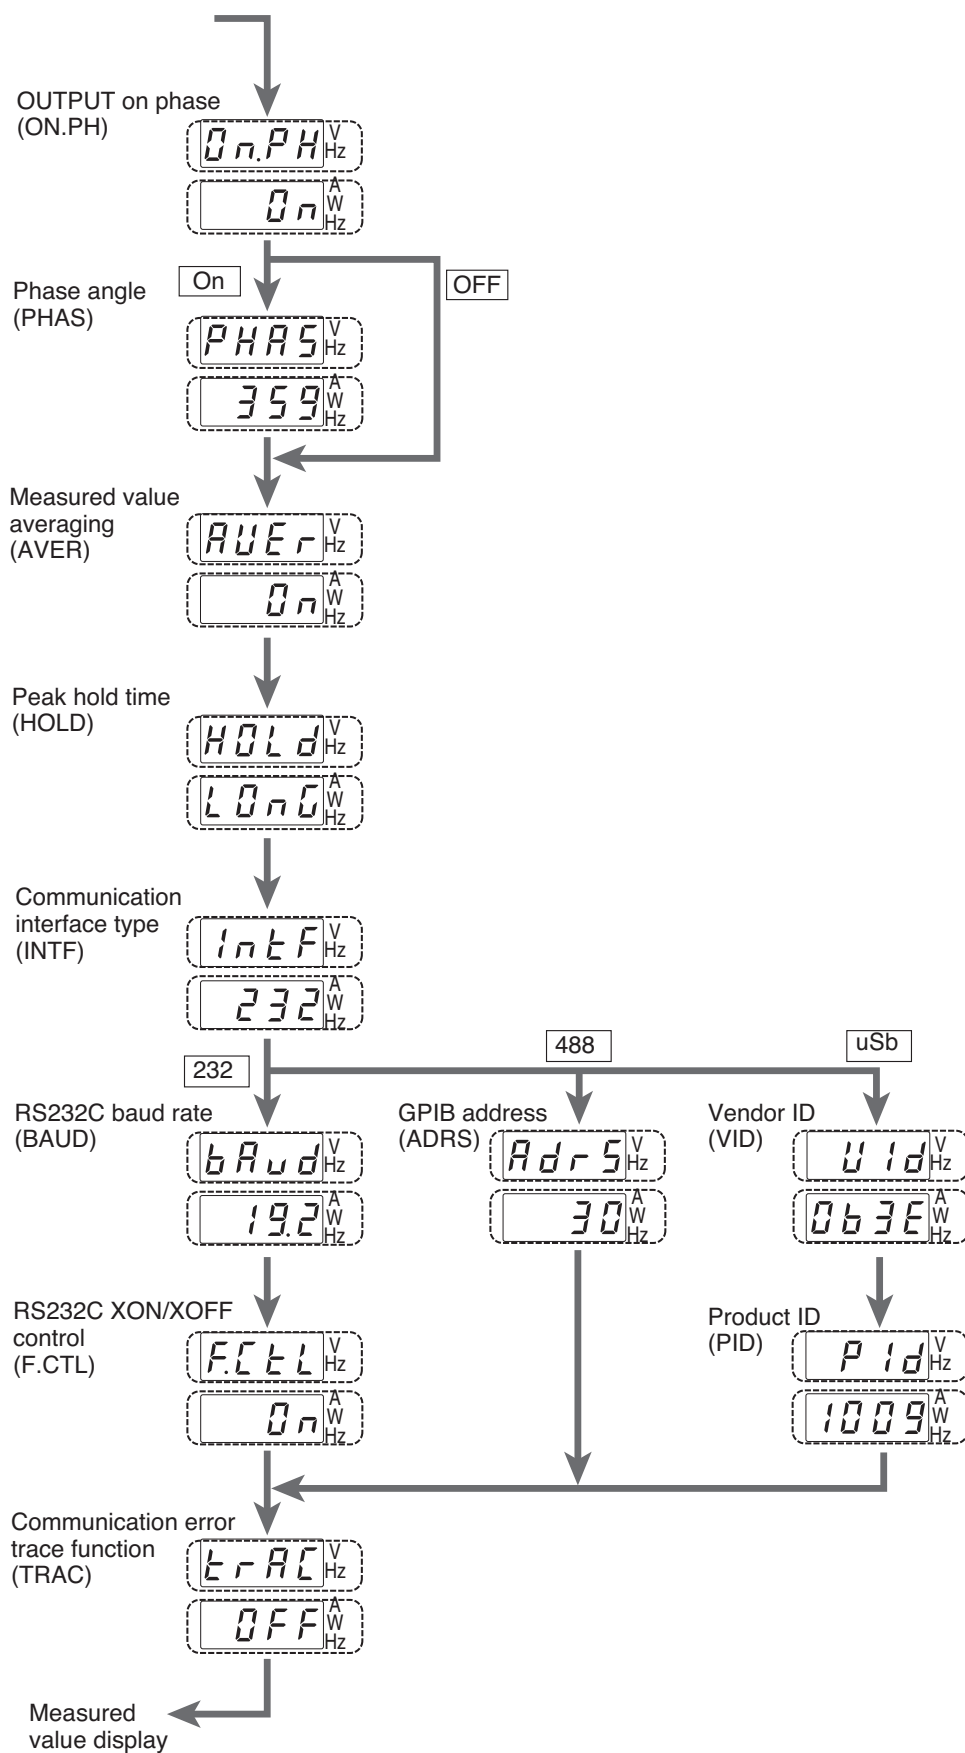 OUTPUT on phase
(ON.PH)
On.PH V
Hz
On A
W
Hz
On
OFF
Phase angle
(PHAS)
PHAS V
Hz
359 A
W
Hz
Measured value
averaging
(AVER)
AVEr V
Hz
On A
W
Hz
Peak hold time
(HOLD)
HOLd V
Hz
LOnG A
W
Hz
Communication
interface type
(INTF)
IntF V
Hz
232 A
W
Hz
232
488
uSb
RS232C baud rate
(BAUD)
bAud V
Hz
19.2 A
W
Hz
GPIB address
(ADRS)
AdrS V
Hz
30 A
W
Hz
Vendor ID
(VID)
VId V
Hz
0b3E A
W
Hz
RS232C XON/XOFF
control
(F.CTL)
F.CtL V
Hz
On A
W
Hz
Product ID
(PID)
PId V
Hz
1009 A
W
Hz
Communication error
trace function
(TRAC)
trAC V
Hz
OFF A
W
Hz
Measured
value display